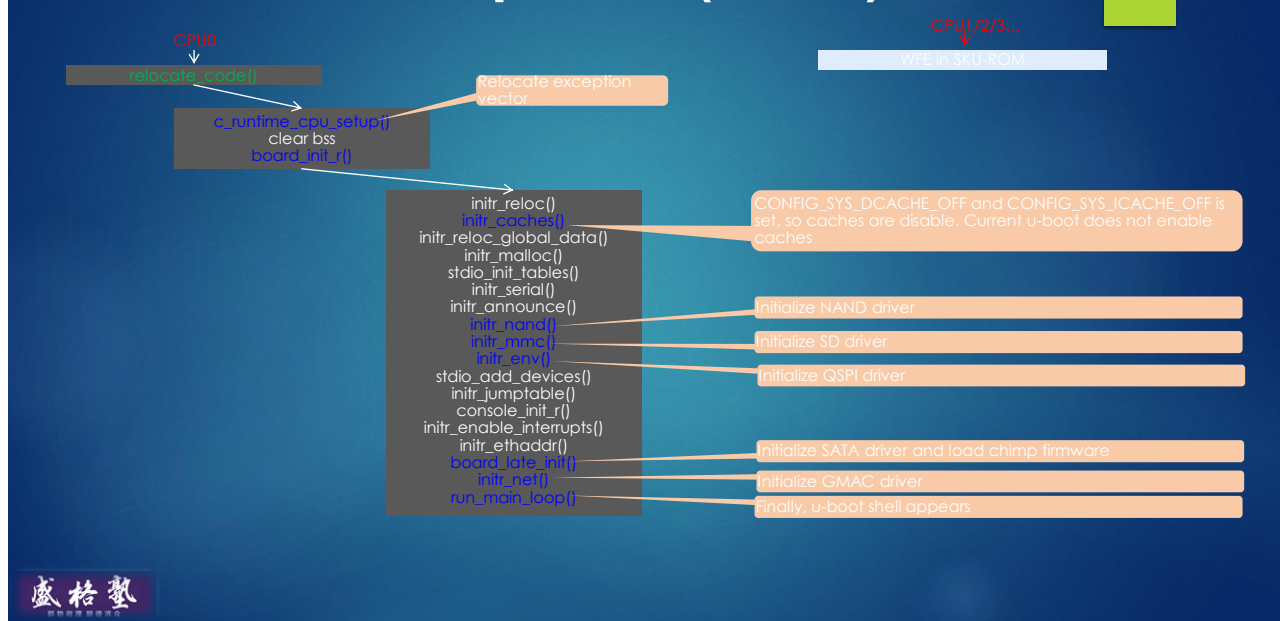 CPU0
CPU1/2/3...
relocate_code()
WFE in SKU-ROM
Relocate exception
vector
c_runtime_cpu_setup()
clear bss
board_init_r()
initr_reloc()
initr_caches()
initr_reloc_global_data()
initr_malloc()
stdio_init_tables()
initr_serial()
initr_announce()
initr_nand()
initr_mmc()
initr_env()
stdio_add_devices()
initr_jumptable()
console_init_r()
initr_enable_interrupts()
initr_ethaddr()
board_late_init()
initr_net()
run_main_loop()
CONFIG_SYS_DCACHE_OFF and CONFIG_SYS_ICACHE_OFF is
set, so caches are disable. Current u-boot does not enable
caches
Initialize NAND driver
Initialize SD driver
Initialize QSPI driver
Initialize SATA driver and load chimp firmware
Initialize GMAC driver
Finally, u-boot shell appears
盛格塾